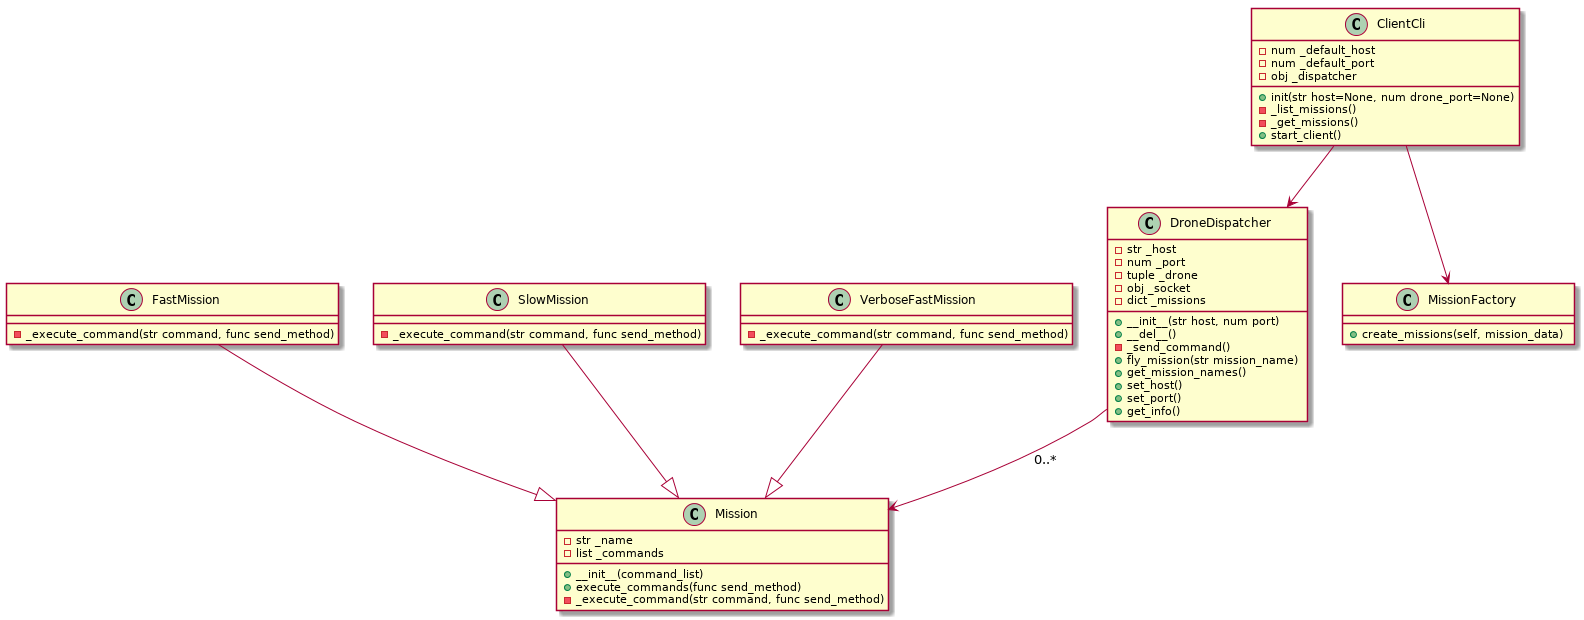 C ClientCli
num _default_host
num _default_port
obj _dispatcher
init(str host=None, num drone_port=None)
_list_missions()
_get_missions()
start_client()
C DroneDispatcher
str _host
num _port
tuple _drone
obj _socket
dict_missions
__init__(str host, num port)
__del__()
_send_command()
fly_mission(str mission_name)
get_mission_names()
set_host()
set_port()
get_info()
C FastMission
_execute_command(str command, func send_method)
C SlowMission
_execute_command(str command, func send_method)
C VerboseFastMission
_execute_command(str command, func send_method)
C MissionFactory
create_missions(self, mission_data)
0..*
C Mission
str _name
list _commands
__init__(command_list)
execute_commands(func send_method)
_execute_command(str command, func send_method)